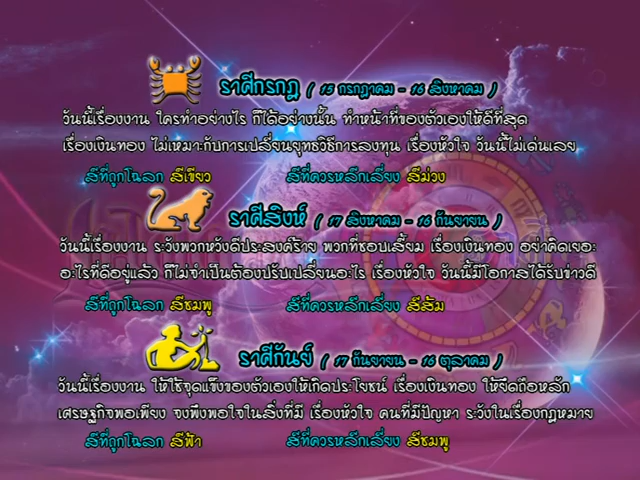 ราศีกรกฎ ( 15 กรกฎาคม - 16 สิงหาคม )
วันนี้เรื่องงาน ใครทำอย่างไร ก็ได้อย่างนั้น ทำหน้าที่ของตัวเองให้ดีที่สุด
เรื่องเงินทอง ไม่เหมาะกับการเปลี่ยนยุทธวิธีการลงทุน เรื่องหัวใจ วันนี้ไม่เด่นเลย
สีที่ถูกโฉลก สีเขียว สีที่ควรหลีกเลี่ยง สีม่วง
ราศีสิงห์ ( 17 สิงหาคม - 16 กันยายน )
วันนี้เรื่องงาน ระวังพวกหวังดีประสงค์ร้าย พวกที่ชอบเสี้ยม เรื่องเงินทอง อย่าคิดเยอะ
อะไรที่ดีอยู่แล้ว ก็ไม่จำเป็นต้องปรับเปลี่ยนอะไร เรื่องหัวใจ วันนี้มีโอกาสได้รับข่าวดี
สีที่ถูกโฉลก สีชมพู สีที่ควรหลีกเลี่ยง สีส้ม
ราศีกันย์ ( 17 กันยายน - 16 ตุลาคม )
วันนี้เรื่องงาน ให้ใช้จุดแข็งของตัวเองให้เกิดประโยชน์ เรื่องเงินทอง ให้ยึดถือหลัก
เศรษฐกิจพอเพียง จงพึงพอใจในสิ่งที่มี เรื่องหัวใจ คนที่มีปัญหา ระวังในเรื่องกฎหมาย
สีที่ถูกโฉลก สีฟ้า สีที่ควรหลีกเลี่ยง สีชมพู